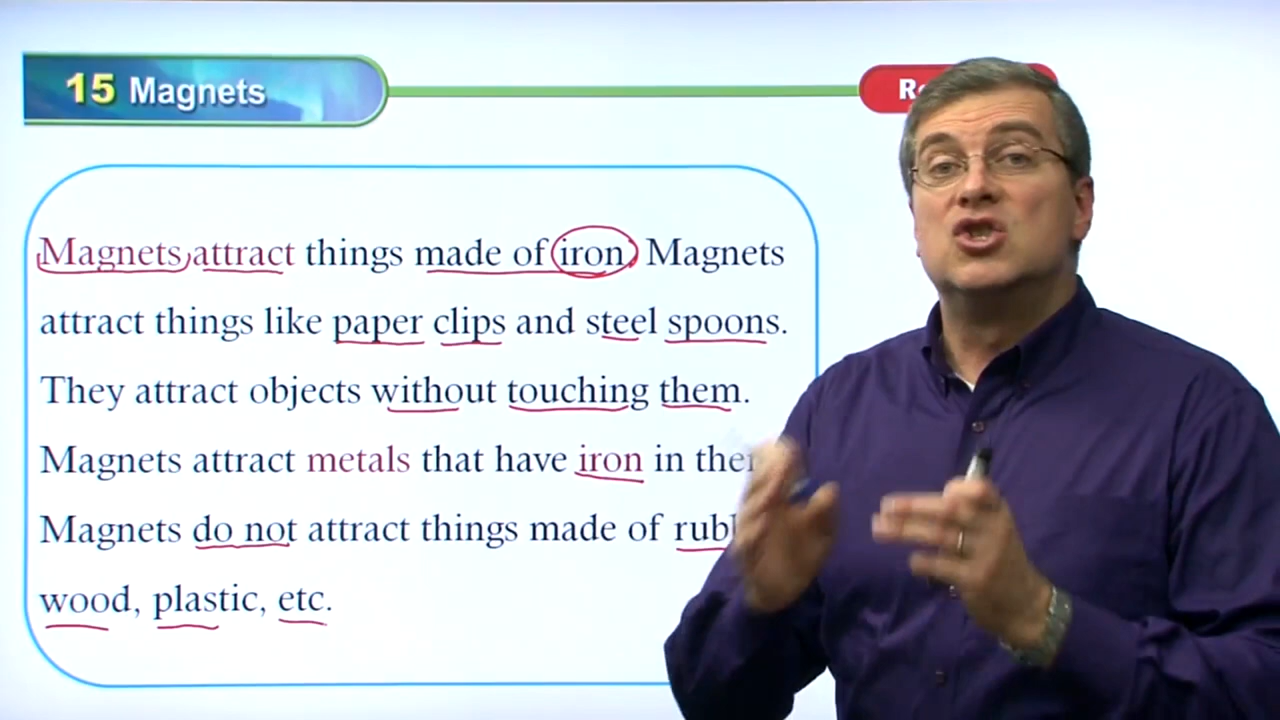 15 Magnets
Magnets attract things made of iron. Magnets
attract things like paper clips and steel spoons.
They attract objects without touching them.
Magnets attract metals that have iron in
Magnets do not attract things made of
wood, plastic, etc.